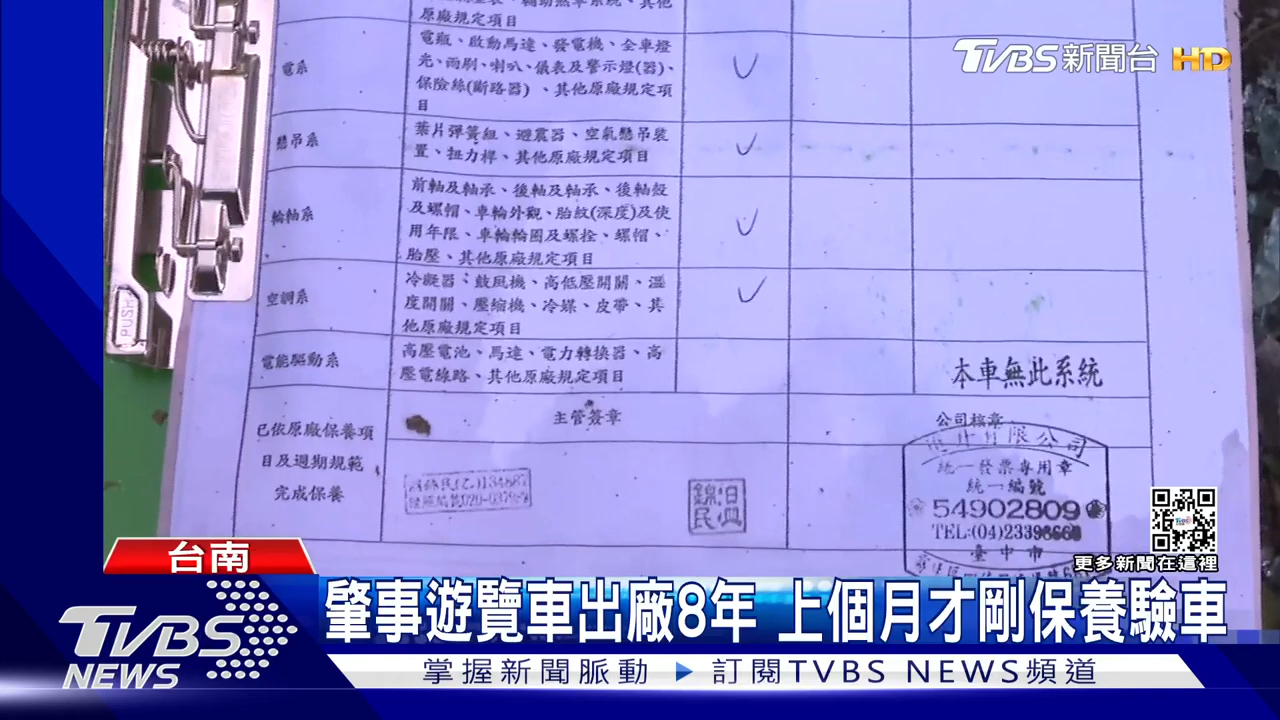 原廠規定項目
電系
電瓶、啟動馬達、發電機、全車燈
光、雨刷、喇叭、儀表及警示燈(器)、
保險絲(斷路器)、其他原廠規定項
目
懸吊系
葉片彈簧組、避震器、空氣懸吊裝
置、扭力桿、其他原廠規定項目
輪軸系
前軸及軸承、後軸及軸承、後軸殼
及螺帽、車輪外觀、胎紋(深度)及使
用年限、車輪輪圈及螺栓、螺帽、
胎壓、其他原廠規定項目
空調系
冷凝器、鼓風機、高低壓開關、溫
度開關、壓縮機、冷媒、皮帶、其
他原廠規定項目
電能驅動系
高壓電池、馬達、電力轉換器、高
壓電線路、其他原廠規定項目
本車無此系統
已依原廠保養項
目及週期規範
完成保養
主管簽章
公司核章
有限公司
統一發票專用章
統一編號
54902809
TEL:(04)2339
臺中市
PUSH
TVBS新聞台 HD
更多新聞在這裡
台南
肇事遊覽車出廠8年 上個月才剛保養驗車
TVBS NEWS
掌握新聞脈動 訂閱TVBS NEWS頻道